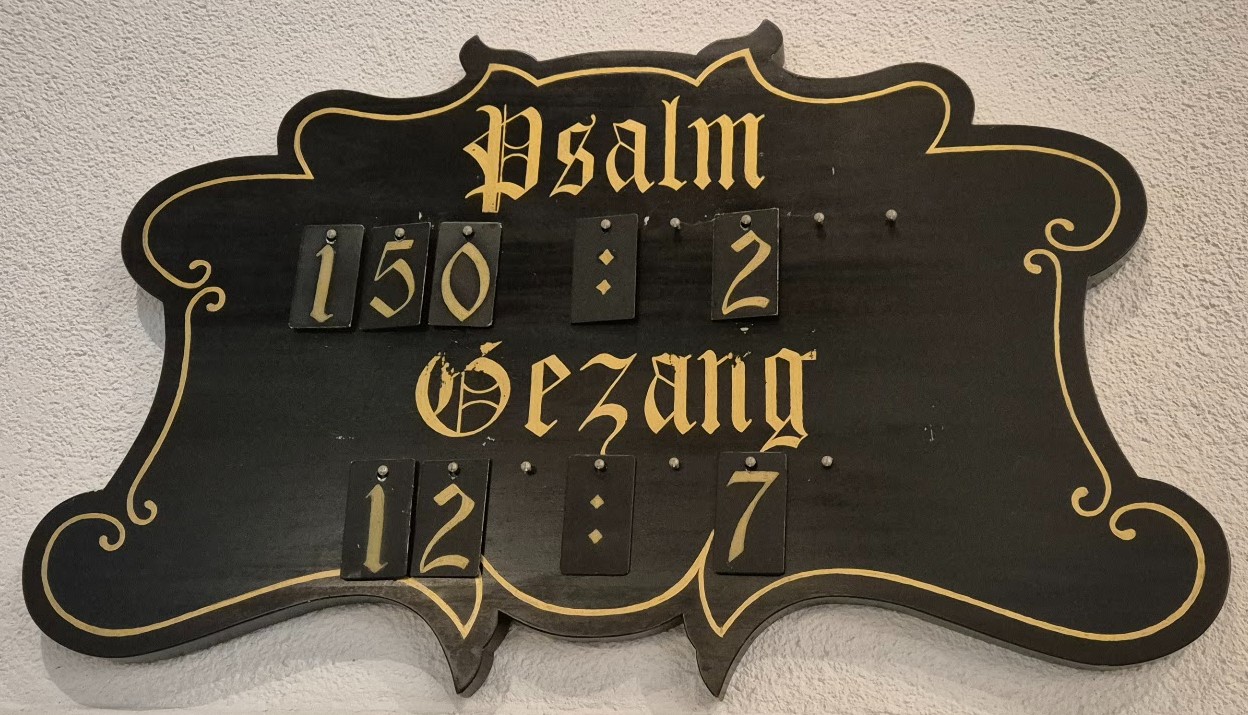 Psalm
150 : 2
Gezang
12 : 7